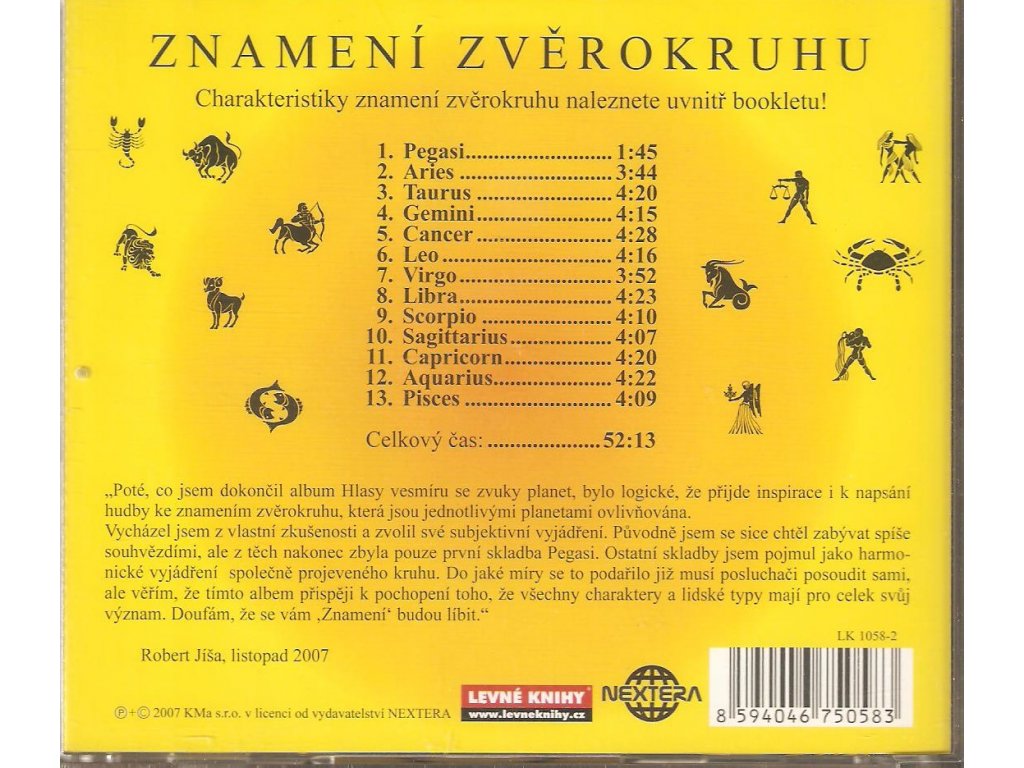 ZNAMENÍ ZVĚROKRUHU
Charakteristiky znamení zvěrokruhu naleznete uvnitř bookletu!
1. Pegasi............................ 1:45
2. Aries ............................. 3:44
3. Taurus ........................... 4:20
4. Gemini.......................... 4:15
5. Cancer .......................... 4:28
6. Leo ................................ 4:16
7. Virgo............................. 3:52
8. Libra............................. 4:23
9. Scorpio ......................... 4:10
10. Sagittarius................... 4:07
11. Capricorn.................... 4:20
12. Aquarius...................... 4:22
13. Pisces ............................ 4:09
Celkový čas: ..................... 52:13
„Poté, co jsem dokončil album Hlasy vesmíru se zvuky planet, bylo logické, že přijde inspirace i k napsání
hudby ke znamením zvěrokruhu, která jsou jednotlivými planetami ovlivňována.
Vycházel jsem z vlastní zkušenosti a zvolil své subjektivní vyjádření. Původně jsem se sice chtěl zabývat spíše
souhvězdími, ale z těch nakonec zbyla pouze první skladba Pegasi. Ostatní skladby jsem pojmul jako harmo-
nické vyjádření společně projeveného kruhu. Do jaké míry se to podařilo již musí posluchači posoudit sami,
ale věřím, že tímto albem přispěji k pochopení toho, že všechny charaktery a lidské typy mají pro celek svůj
význam. Doufám, že se vám ‚Znamení‘ budou líbit.“
LK 1058-2
Robert Jíša, listopad 2007
℗+© 2007 KMa s.r.o. v licenci od vydavatelství NEXTERA
LEVNÉ KNIHY
www.levneknihy.cz
NEXTERA
8 594046 750583